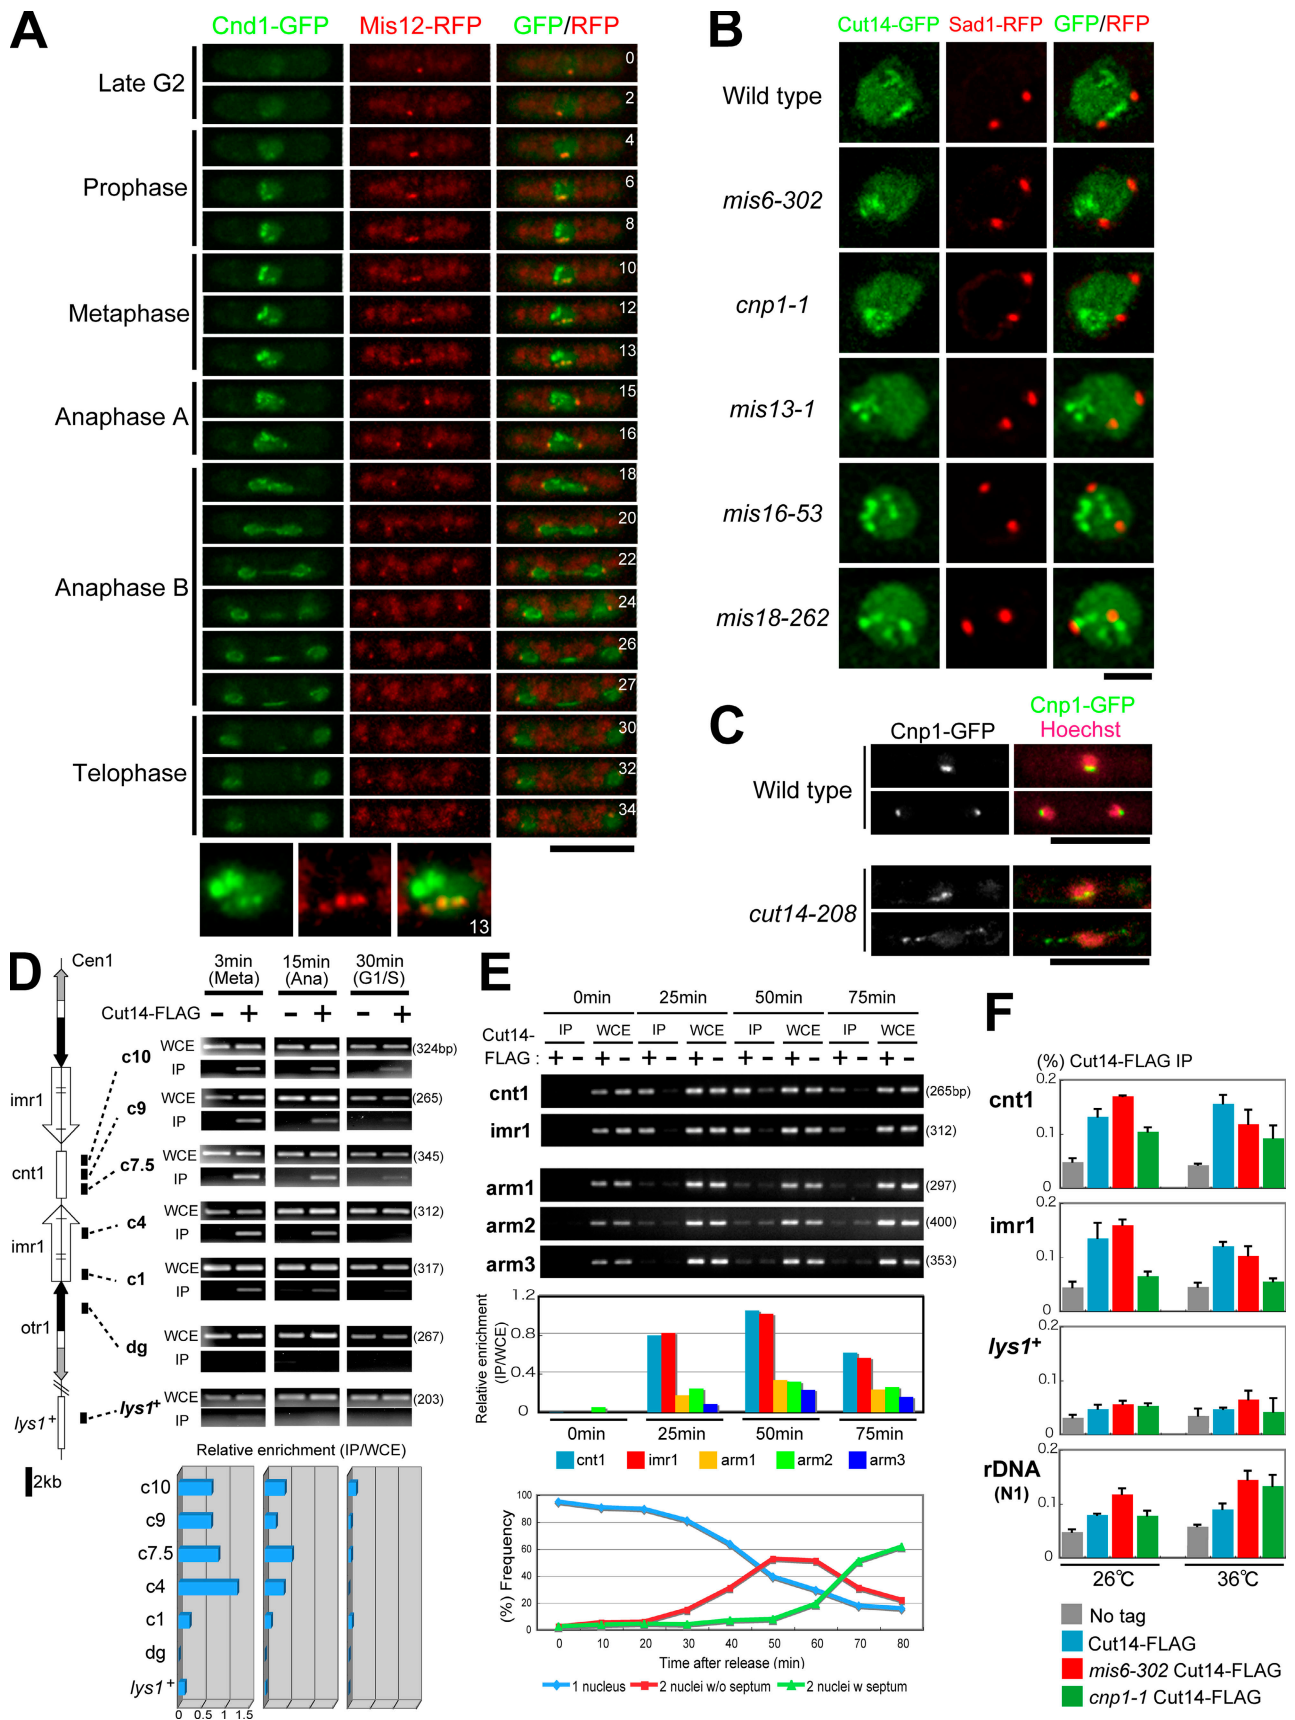 A
Cnd1-GFP Mis12-RFP GFP/RFP
Late G2
Prophase
Metaphase
Anaphase A
Anaphase B
Telophase
0
2
4
6
8
10
12
13
15
16
18
20
22
24
26
27
30
32
34
13
B
Cut14-GFP Sad1-RFP GFP/RFP
Wild type
mis6-302
cnp1-1
mis13-1
mis16-53
mis18-262
C
Cnp1-GFP
Cnp1-GFP
Hoechst
Wild type
cut14-208
D
Cen1
imr1
cnt1
imr1
otr1
lys1+
2kb
3min 15min 30min
(Meta) (Ana) (G1/S)
Cut14-FLAG − + − + − +
c10 WCE (324bp)
IP
c9 WCE (265)
IP
c7.5 WCE (345)
IP
c4 WCE (312)
IP
c1 WCE (317)
IP
dg WCE (267)
IP
lys1+ WCE (203)
IP
Relative enrichment (IP/WCE)
c10
c9
c7.5
c4
c1
dg
lys1+
0 0.5 1 1.5
E
0min 25min 50min 75min
IP WCE IP WCE IP WCE IP WCE
Cut14-
FLAG : + − + − + − + − + − + − + − + −
cnt1 (265bp)
imr1 (312)
arm1 (297)
arm2 (400)
arm3 (353)
Relative enrichment
(IP/WCE)
1.2
0.8
0.4
0
0min 25min 50min 75min
cnt1 imr1 arm1 arm2 arm3
(%) Frequency
100
80
60
40
20
0
0 10 20 30 40 50 60 70 80
Time after release (min)
1 nucleus 2 nuclei w/o septum 2 nuclei w septum
F
(%) Cut14-FLAG IP
cnt1
0.2
0.1
0
imr1
0.2
0.1
0
lys1+
0.2
0.1
0
rDNA
(N1)
0.2
0.1
0
26℃ 36℃
No tag
Cut14-FLAG
mis6-302 Cut14-FLAG
cnp1-1 Cut14-FLAG